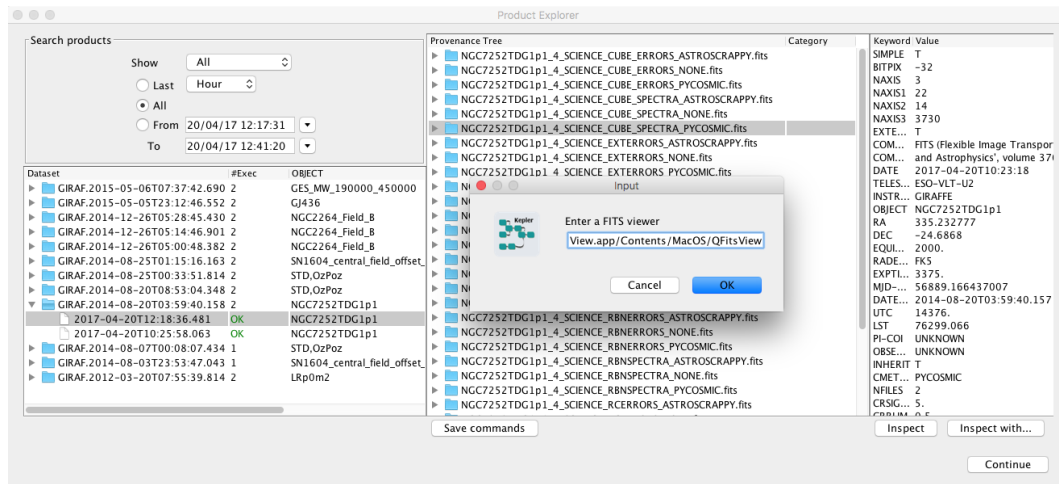 Product Explorer
Search products
Show All
Last Hour
All
From 20/04/17 12:17:31
To 20/04/17 12:41:20
Dataset #Exec OBJECT
GIRAF.2015-05-06T07:37:42.690 2 GES_MW_190000_450000
GIRAF.2015-05-05T23:12:46.552 2 GJ436
GIRAF.2014-12-26T05:28:45.430 2 NGC2264_Field_B
GIRAF.2014-12-26T05:14:46.901 2 NGC2264_Field_B
GIRAF.2014-12-26T05:00:48.382 2 NGC2264_Field_B
GIRAF.2014-08-25T01:15:16.163 2 SN1604_central_field_offset_
GIRAF.2014-08-25T00:33:51.814 2 STD,OzPoz
GIRAF.2014-08-20T08:53:04.348 2 STD,OzPoz
GIRAF.2014-08-20T03:59:40.158 2 NGC7252TDG1p1
2017-04-20T12:18:36.481 OK NGC7252TDG1p1
2017-04-20T10:25:58.063 OK NGC7252TDG1p1
GIRAF.2014-08-07T00:08:07.434 1 STD,OzPoz
GIRAF.2014-08-03T23:53:47.043 1 SN1604_central_field_offset_
GIRAF.2012-03-20T07:55:39.814 2 LRp0m2
Provenance Tree Category
NGC7252TDG1p1_4_SCIENCE_CUBE_ERRORS_ASTROSCRAPPY.fits
NGC7252TDG1p1_4_SCIENCE_CUBE_ERRORS_NONE.fits
NGC7252TDG1p1_4_SCIENCE_CUBE_ERRORS_PYCOSMIC.fits
NGC7252TDG1p1_4_SCIENCE_CUBE_SPECTRA_ASTROSCRAPPY.fits
NGC7252TDG1p1_4_SCIENCE_CUBE_SPECTRA_NONE.fits
NGC7252TDG1p1_4_SCIENCE_CUBE_SPECTRA_PYCOSMIC.fits
NGC7252TDG1p1_4_SCIENCE_EXTERRORS_ASTROSCRAPPY.fits
NGC7252TDG1p1_4_SCIENCE_EXTERRORS_NONE.fits
NGC7252TDG1p1_4_SCIENCE_EXTERRORS_PYCOSMIC.fits
Input
Kepler
Enter a FITS viewer
View.app/Contents/MacOS/QFitsView
Cancel OK
NGC7252TDG1p1_4_SCIENCE_RBNERRORS_ASTROSCRAPPY.fits
NGC7252TDG1p1_4_SCIENCE_RBNERRORS_NONE.fits
NGC7252TDG1p1_4_SCIENCE_RBNERRORS_PYCOSMIC.fits
NGC7252TDG1p1_4_SCIENCE_RBNSPECTRA_ASTROSCRAPPY.fits
NGC7252TDG1p1_4_SCIENCE_RBNSPECTRA_NONE.fits
NGC7252TDG1p1_4_SCIENCE_RBNSPECTRA_PYCOSMIC.fits
NGC7252TDG1p1_4_SCIENCE_RCERRORS_ASTROSCRAPPY.fits
Save commands
Keyword Value
SIMPLE T
BITPIX -32
NAXIS 3
NAXIS1 22
NAXIS2 14
NAXIS3 3730
EXTE... T
COM... FITS (Flexible Image Transpor
COM... and Astrophysics', volume 37
DATE 2017-04-20T10:23:18
TELES... ESO-VLT-U2
INSTR... GIRAFFE
OBJECT NGC7252TDG1p1
RA 335.232777
DEC -24.6868
EQUI... 2000.
RADE... FK5
EXPTI... 3375.
MJD-... 56889.166437007
DATE... 2014-08-20T03:59:40.157
UTC 14376.
LST 76299.066
PI-COI UNKNOWN
OBSE... UNKNOWN
INHERIT T
CMET... PYCOSMIC
NFILES 2
CRSIG... 5.
Inspect Inspect with...
Continue